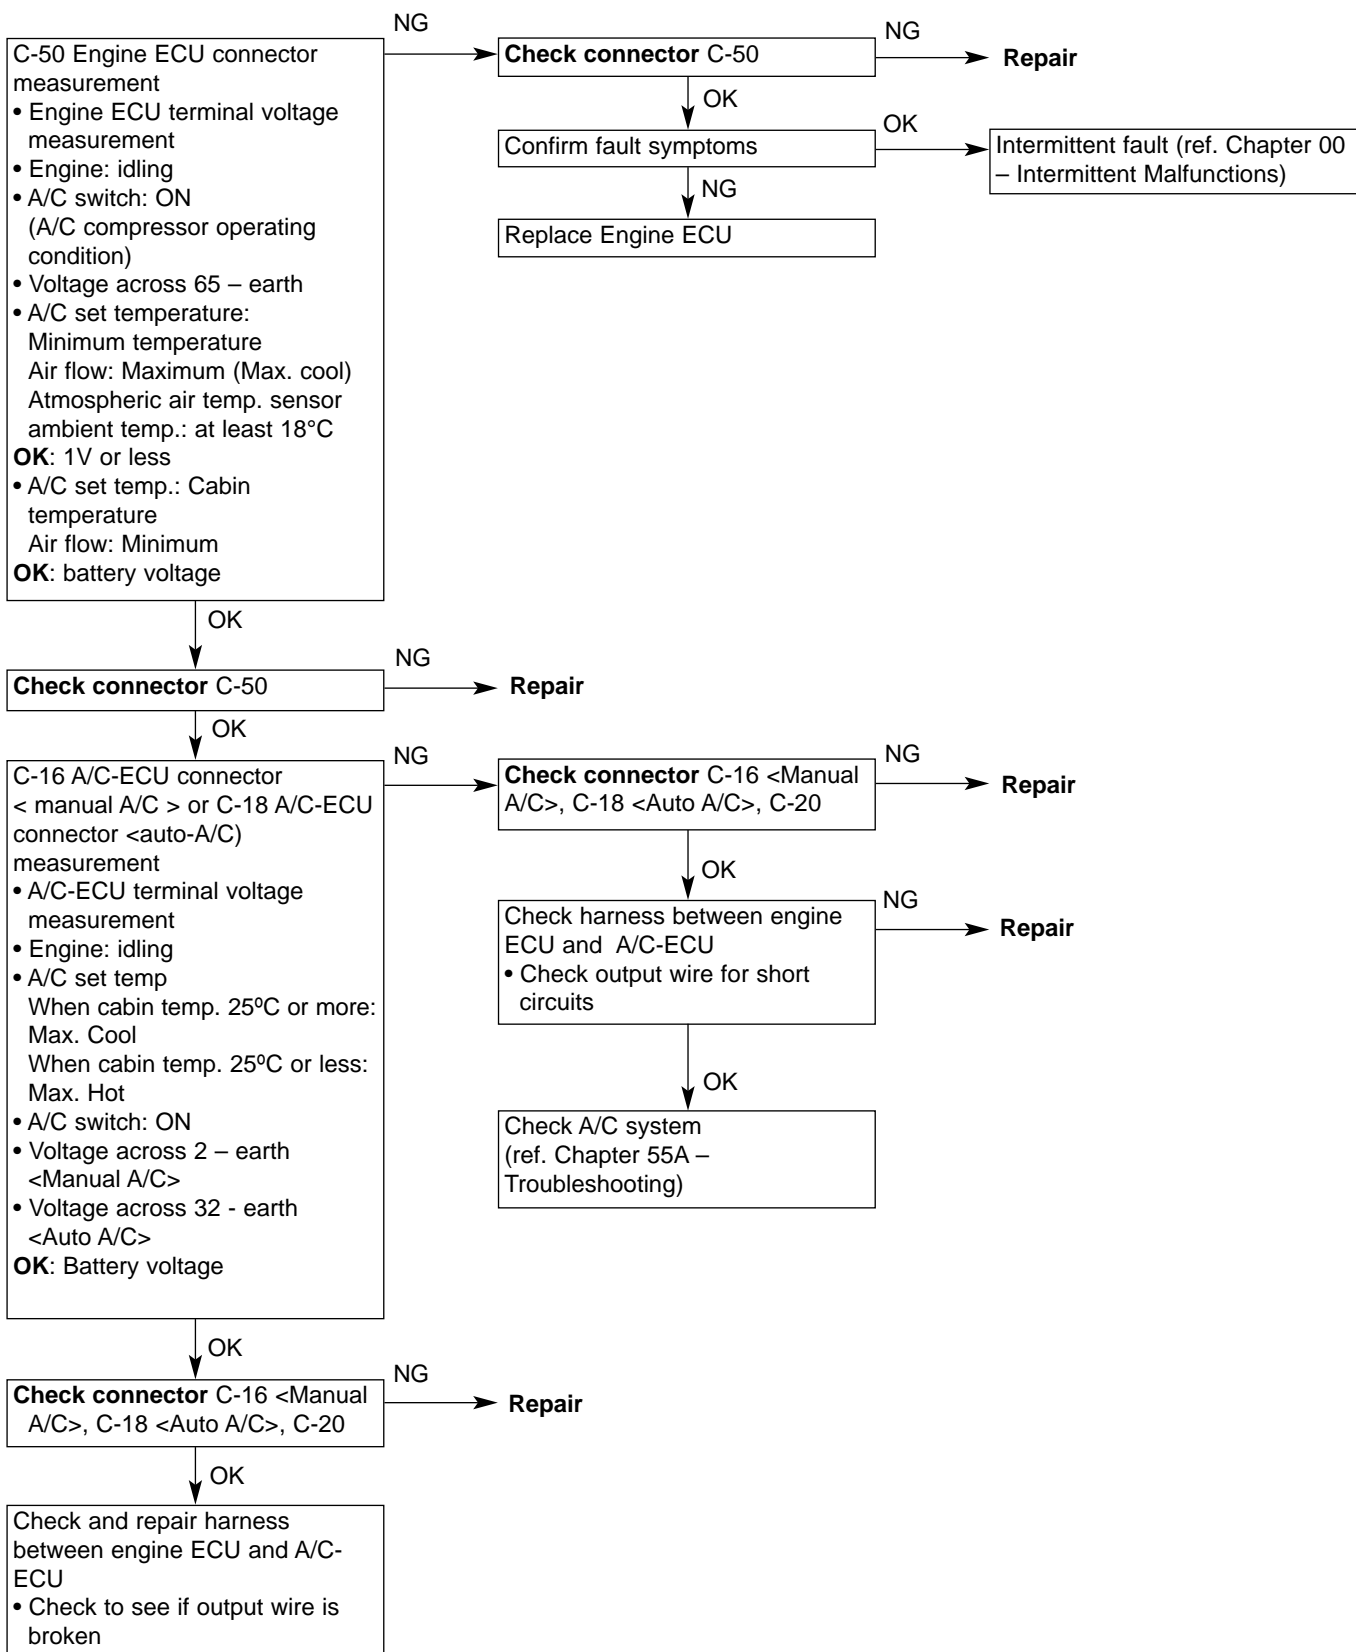 NG
C-50 Engine ECU connector
measurement
• Engine ECU terminal voltage
measurement
• Engine: idling
• A/C switch: ON
(A/C compressor operating
condition)
• Voltage across 65 – earth
• A/C set temperature:
Minimum temperature
Air flow: Maximum (Max. cool)
Atmospheric air temp. sensor
ambient temp.: at least 18°C
OK: 1V or less
• A/C set temp.: Cabin
temperature
Air flow: Minimum
OK: battery voltage
Check connector C-50
NG
Repair
OK
Confirm fault symptoms
OK
Intermittent fault (ref. Chapter 00
– Intermittent Malfunctions)
NG
Replace Engine ECU
OK
Check connector C-50
NG
Repair
OK
C-16 A/C-ECU connector
< manual A/C > or C-18 A/C-ECU
connector <auto-A/C)
measurement
• A/C-ECU terminal voltage
measurement
• Engine: idling
• A/C set temp
When cabin temp. 25ºC or more:
Max. Cool
When cabin temp. 25ºC or less:
Max. Hot
• A/C switch: ON
• Voltage across 2 – earth
<Manual A/C>
• Voltage across 32 - earth
<Auto A/C>
OK: Battery voltage
NG
Check connector C-16 <Manual
A/C>, C-18 <Auto A/C>, C-20
NG
Repair
OK
Check harness between engine
ECU and A/C-ECU
• Check output wire for short
circuits
NG
Repair
OK
Check A/C system
(ref. Chapter 55A –
Troubleshooting)
OK
Check connector C-16 <Manual
A/C>, C-18 <Auto A/C>, C-20
NG
Repair
OK
Check and repair harness
between engine ECU and A/C-
ECU
• Check to see if output wire is
broken